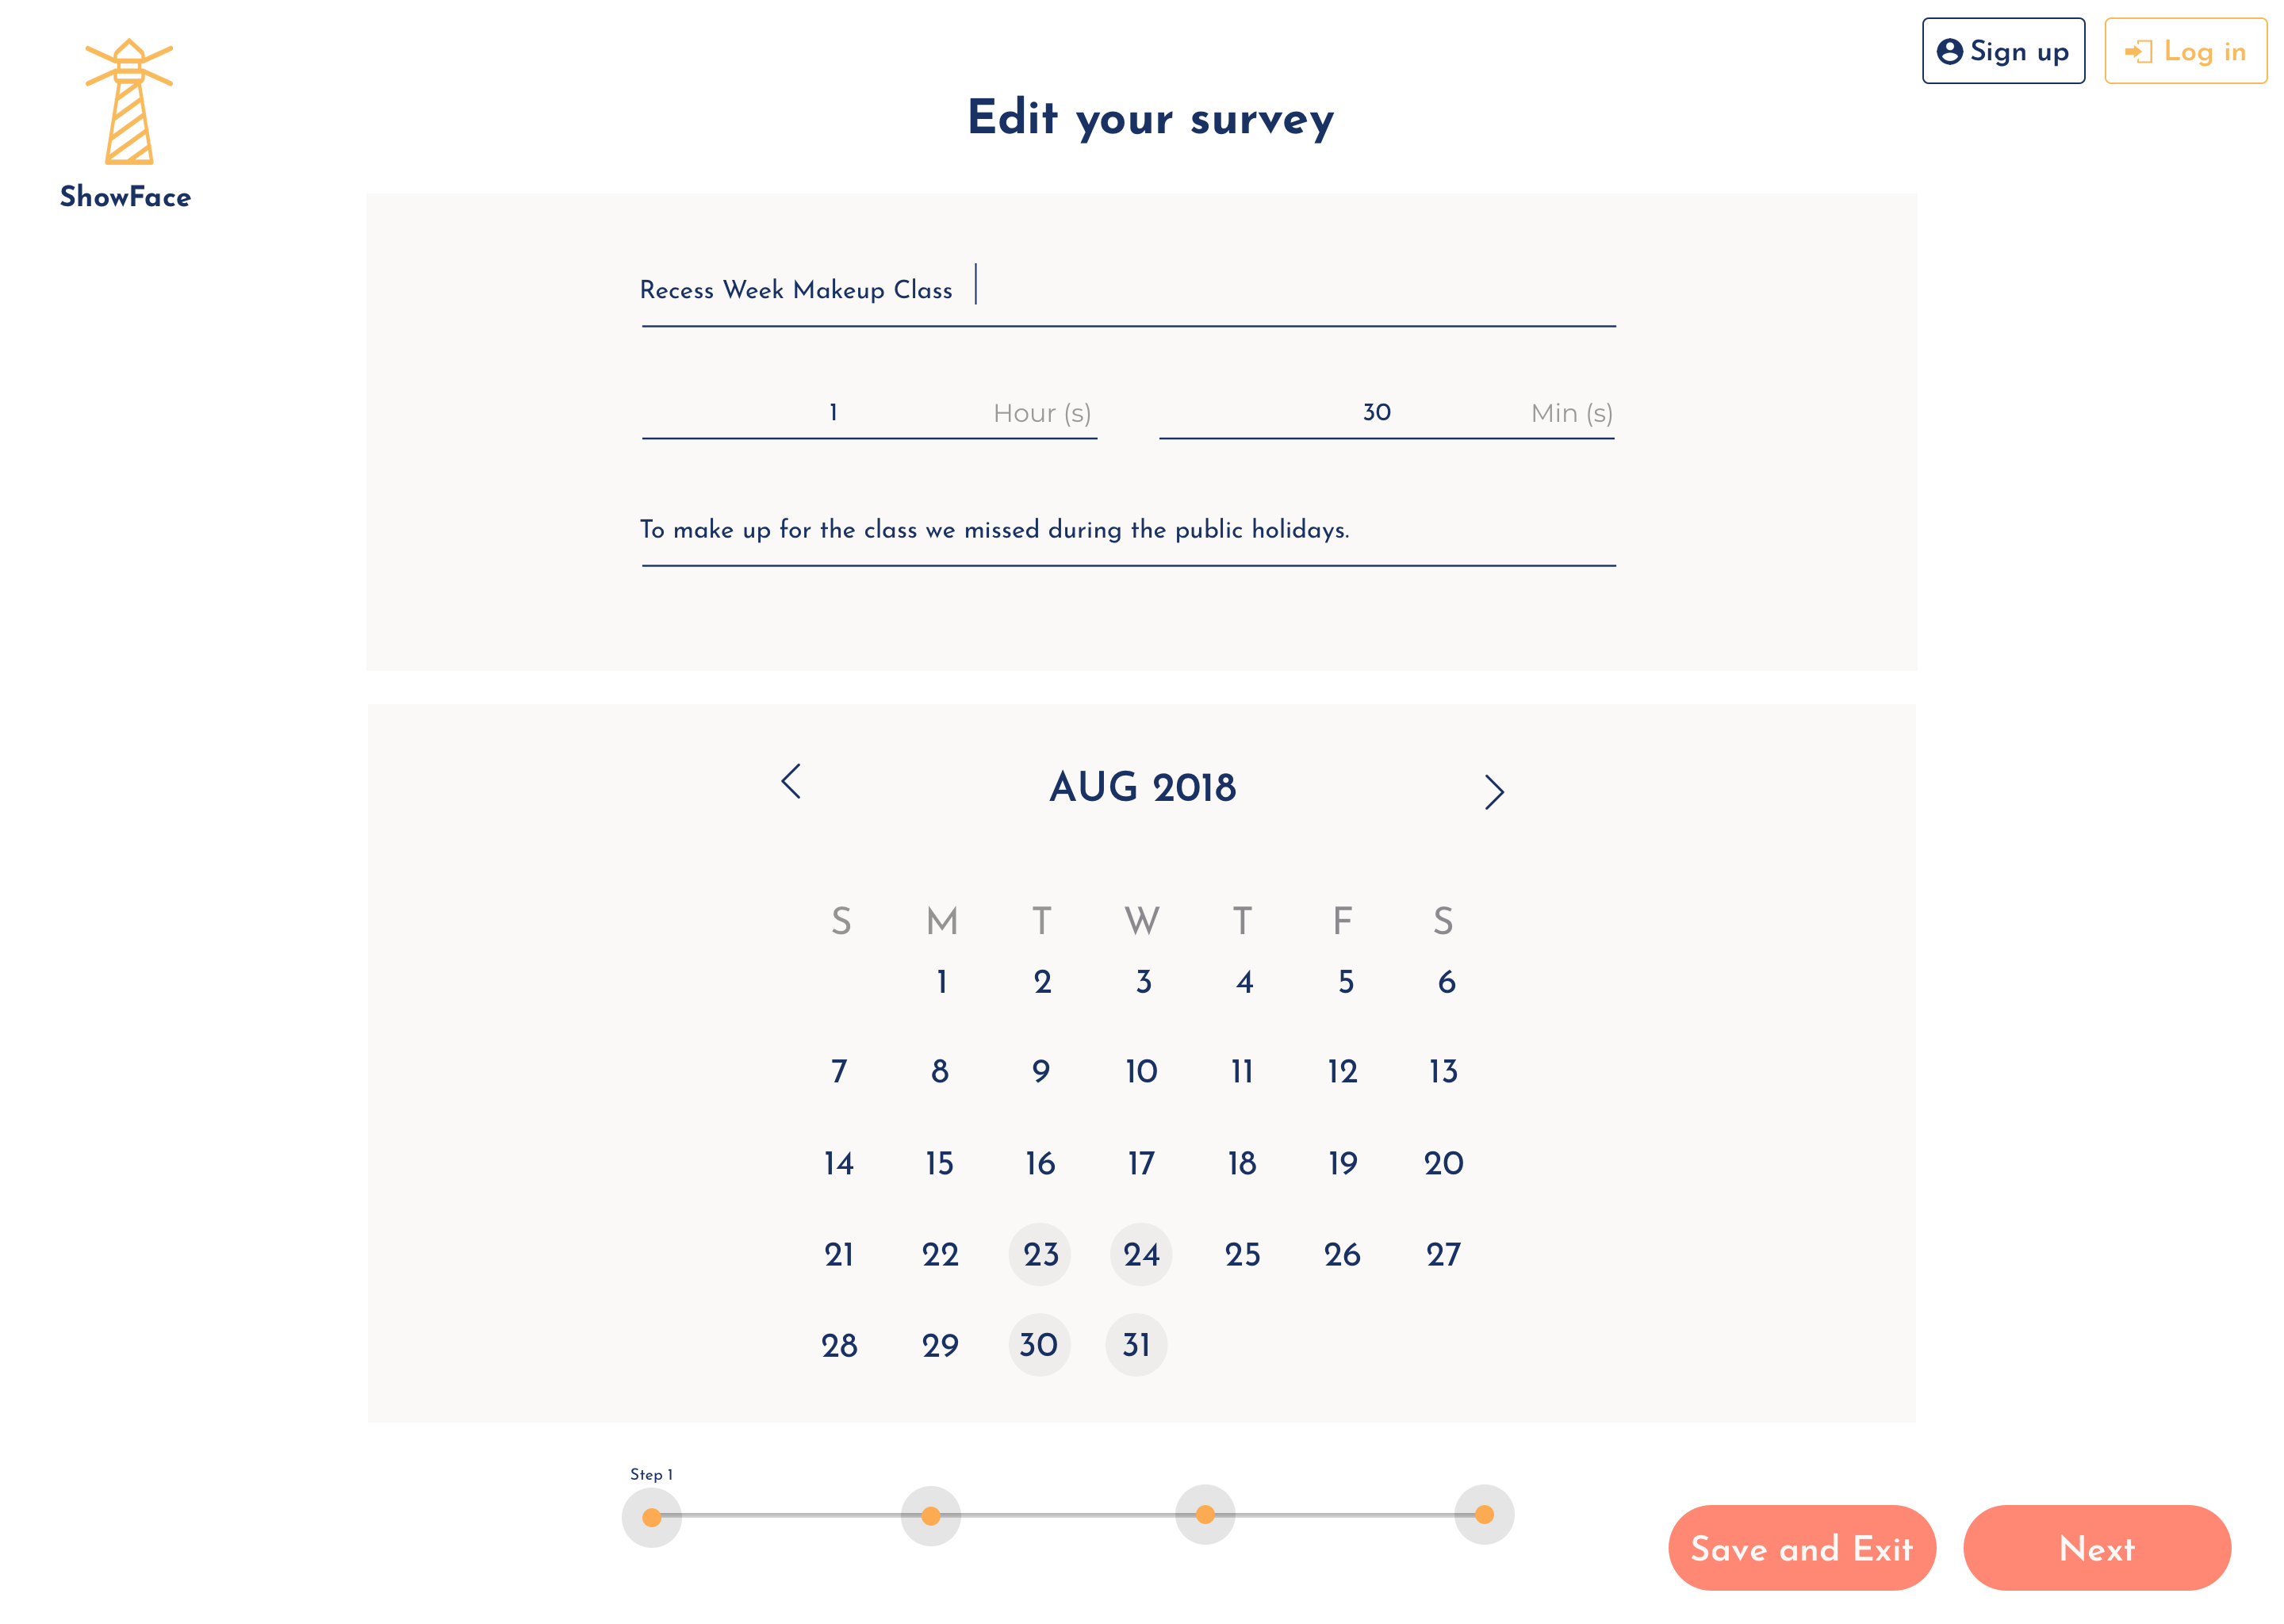 Sign up
Log in
Edit your survey
ShowFace
Recess Week Makeup Class
1 Hour (s) 30 Min (s)
To make up for the class we missed during the public holidays.
AUG 2018
S M T W T F S
1 2 3 4 5 6
7 8 9 10 11 12 13
14 15 16 17 18 19 20
21 22 23 24 25 26 27
28 29 30 31
Step 1
Save and Exit
Next